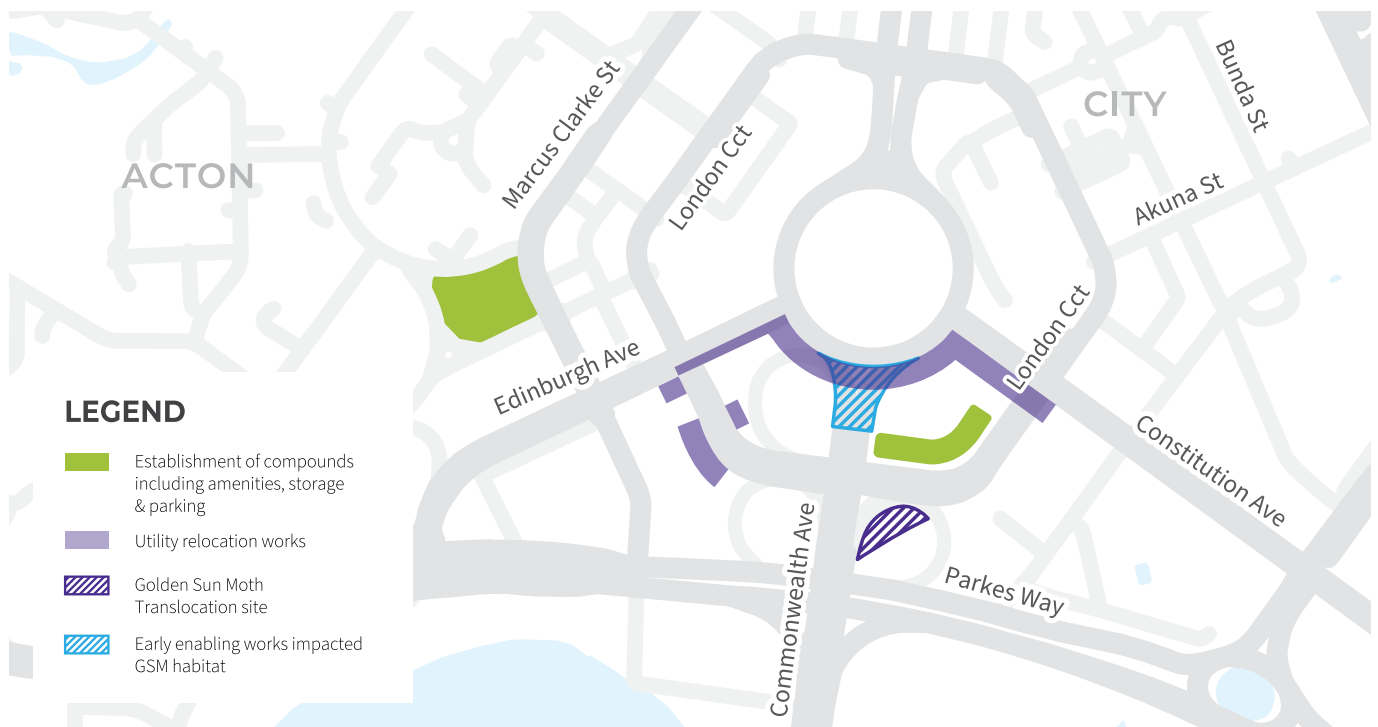 ACTON
CITY
Marcus Clarke St
London Cct
Bunda St
Akuna St
London Cct
Edinburgh Ave
Constitution Ave
Commonwealth Ave
Parkes Way
LEGEND
Establishment of compounds
including amenities, storage
& parking
Utility relocation works
Golden Sun Moth
Translocation site
Early enabling works impacted
GSM habitat